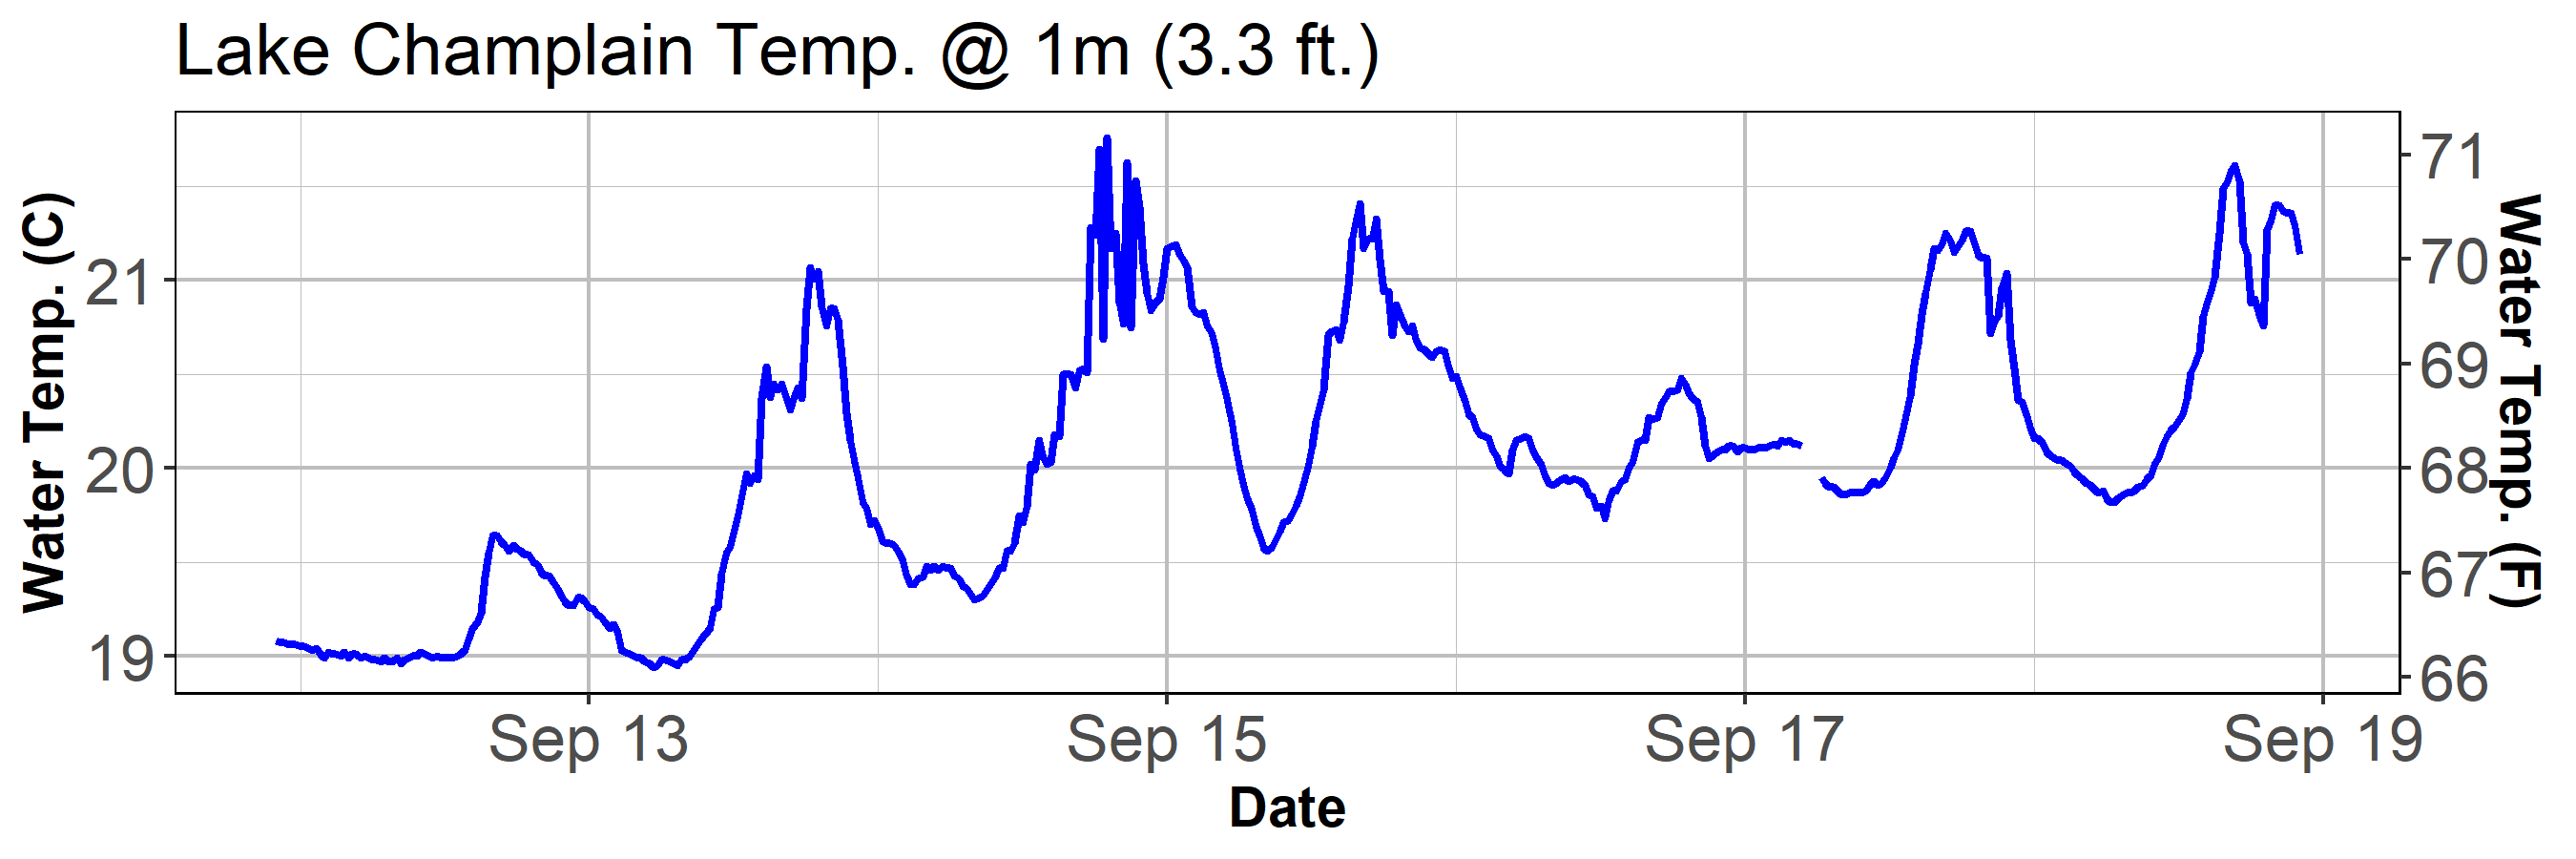 Lake Champlain Temp. @ 1m (3.3 ft.)
Water Temp. (C)
21
20
19
71
70
69
68
67
66
Water Temp. (F)
Sep 13
Sep 15
Sep 17
Sep 19
Date